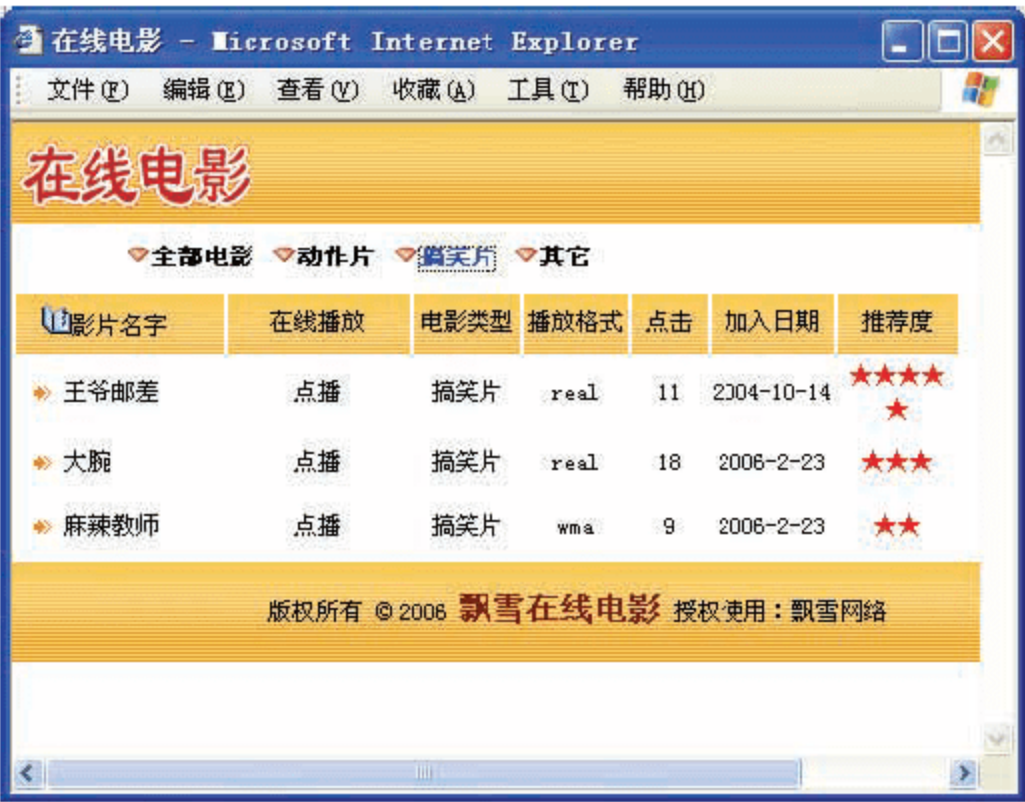 在线电影 - Microsoft Internet Explorer
文件(F) 编辑(E) 查看(V) 收藏(A) 工具(T) 帮助(H)
在线电影
全部电影 动作片 搞笑片 其它
影片名字 在线播放 电影类型 播放格式 点击 加入日期 推荐度
王爷邮差 点播 搞笑片 real 11 2004-10-14 ★★★★
★
大腕 点播 搞笑片 real 18 2006-2-23 ★★★
麻辣教师 点播 搞笑片 wma 9 2006-2-23 ★★
版权所有 © 2006 飘雪在线电影 授权使用：飘雪网络